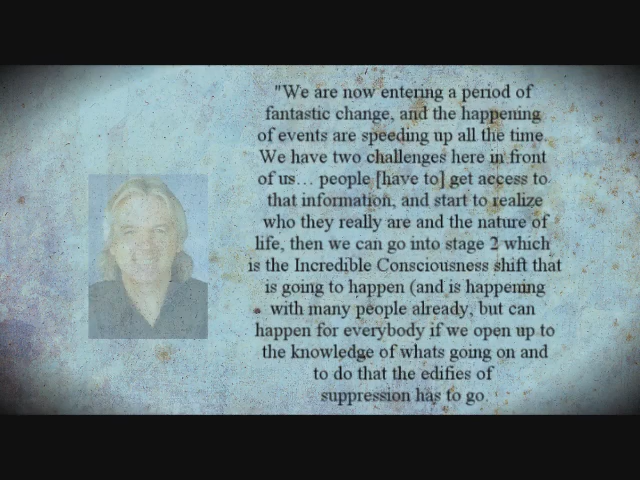 "We are now entering a period of
fantastic change, and the happening
of events are speeding up all the time.
We have two challenges here in front
of us… people [have to] get access to
that information, and start to realize
who they really are and the nature of
life, then we can go into stage 2 which
is the Incredible Consciousness shift that
is going to happen (and is happening
with many people already, but can
happen for everybody if we open up to
the knowledge of whats going on and
to do that the edifies of
suppression has to go.